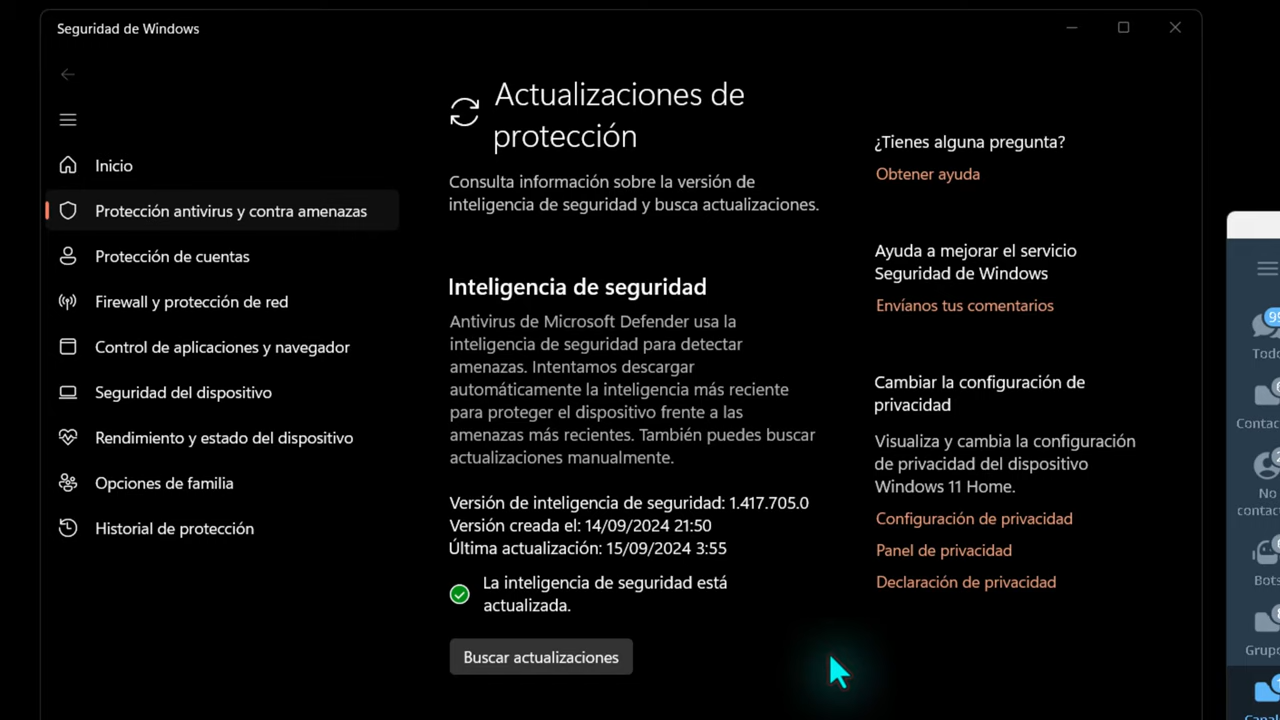 Seguridad de Windows
Inicio
Protección antivirus y contra amenazas
Protección de cuentas
Firewall y protección de red
Control de aplicaciones y navegador
Seguridad del dispositivo
Rendimiento y estado del dispositivo
Opciones de familia
Historial de protección
Actualizaciones de
protección
Consulta información sobre la versión de
inteligencia de seguridad y busca actualizaciones.
Inteligencia de seguridad
Antivirus de Microsoft Defender usa la
inteligencia de seguridad para detectar
amenazas. Intentamos descargar
automáticamente la inteligencia más reciente
para proteger el dispositivo frente a las
amenazas más recientes. También puedes buscar
actualizaciones manualmente.
Versión de inteligencia de seguridad: 1.417.705.0
Versión creada el: 14/09/2024 21:50
Última actualización: 15/09/2024 3:55
La inteligencia de seguridad está
actualizada.
Buscar actualizaciones
¿Tienes alguna pregunta?
Obtener ayuda
Ayuda a mejorar el servicio
Seguridad de Windows
Envíanos tus comentarios
Cambiar la configuración de
privacidad
Visualiza y cambia la configuración
de privacidad del dispositivo
Windows 11 Home.
Configuración de privacidad
Panel de privacidad
Declaración de privacidad
Todo
Contac
No
contac
Bots
Grupo